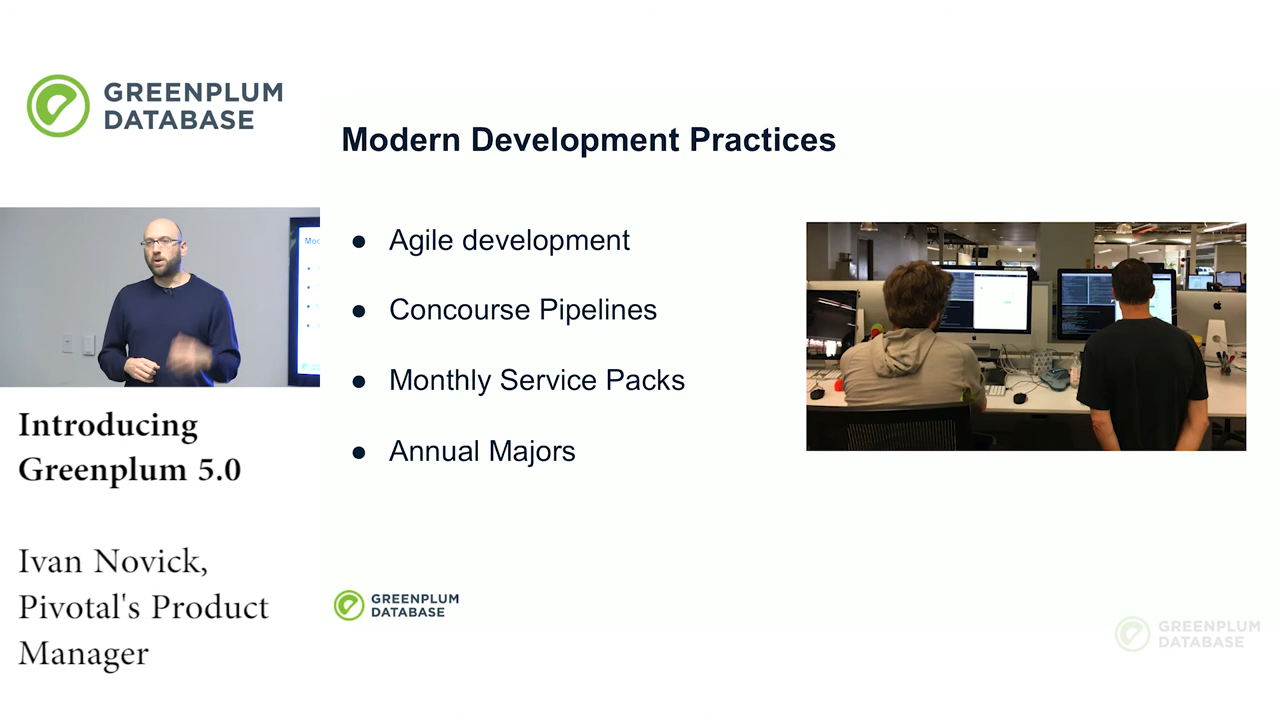 GREENPLUM
DATABASE
Modern Development Practices
● Agile development
● Concourse Pipelines
● Monthly Service Packs
● Annual Majors
Introducing
Greenplum 5.0
Ivan Novick,
Pivotal's Product
Manager
GREENPLUM
DATABASE
GREENPLUM
DATABASE